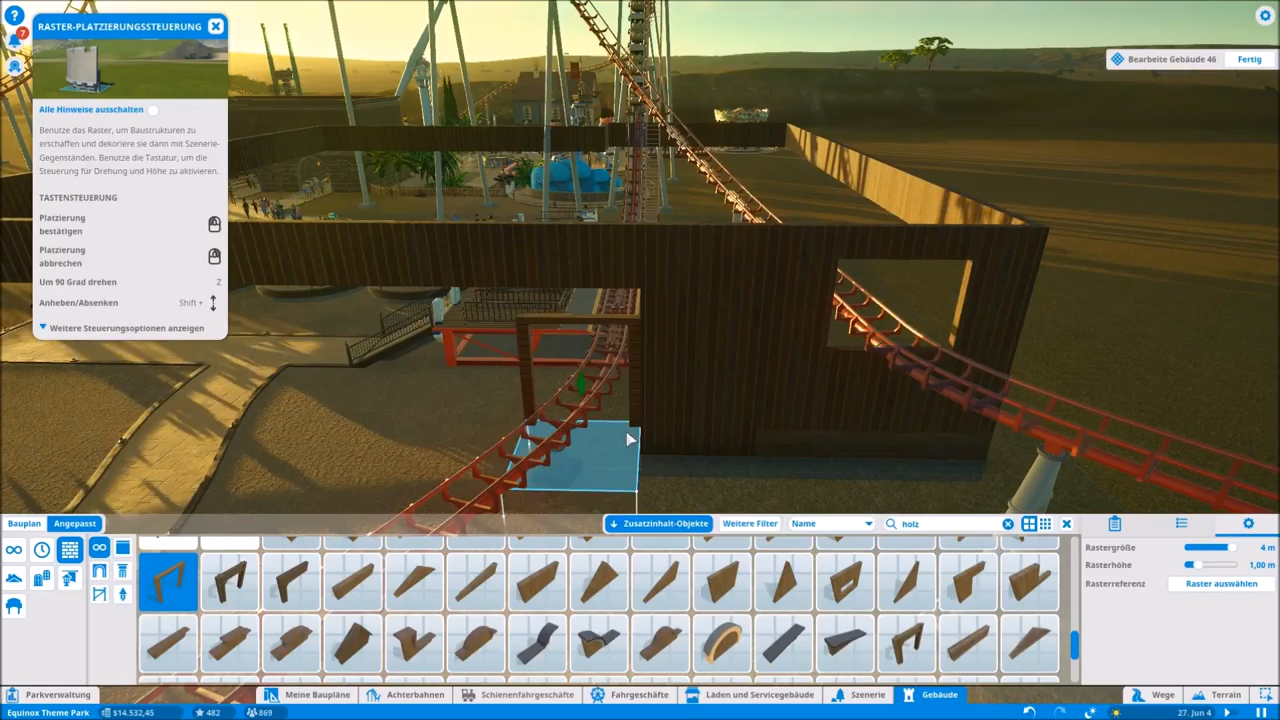 ?
RASTER-PLATZIERUNGSSTEUERUNG
7
Bearbeite Gebäude 46
Fertig
Alle Hinweise ausschalten
Benutze das Raster, um Baustrukturen zu
erschaffen und dekoriere sie dann mit Szenerie-
Gegenständen. Benutze die Tastatur, um die
Steuerung für Drehung und Höhe zu aktivieren.
TASTENSTEUERUNG
Platzierung
bestätigen
Platzierung
abbrechen
Um 90 Grad drehen Z
Anheben/Absenken Shift +
Weitere Steuerungsoptionen anzeigen
Bauplan Angepasst Zusatzinhalt-Objekte Weitere Filter Name holz
Rastergröße 4 m
Rasterhöhe 1,00 m
Rasterreferenz Raster auswählen
Parkverwaltung Meine Baupläne Achterbahnen Schienenfahrgeschäfte Fahrgeschäfte Läden und Servicegebäude Szenerie Gebäude Wege Terrain
Equinox Theme Park $14.532,45 482 869 27. Jun 4